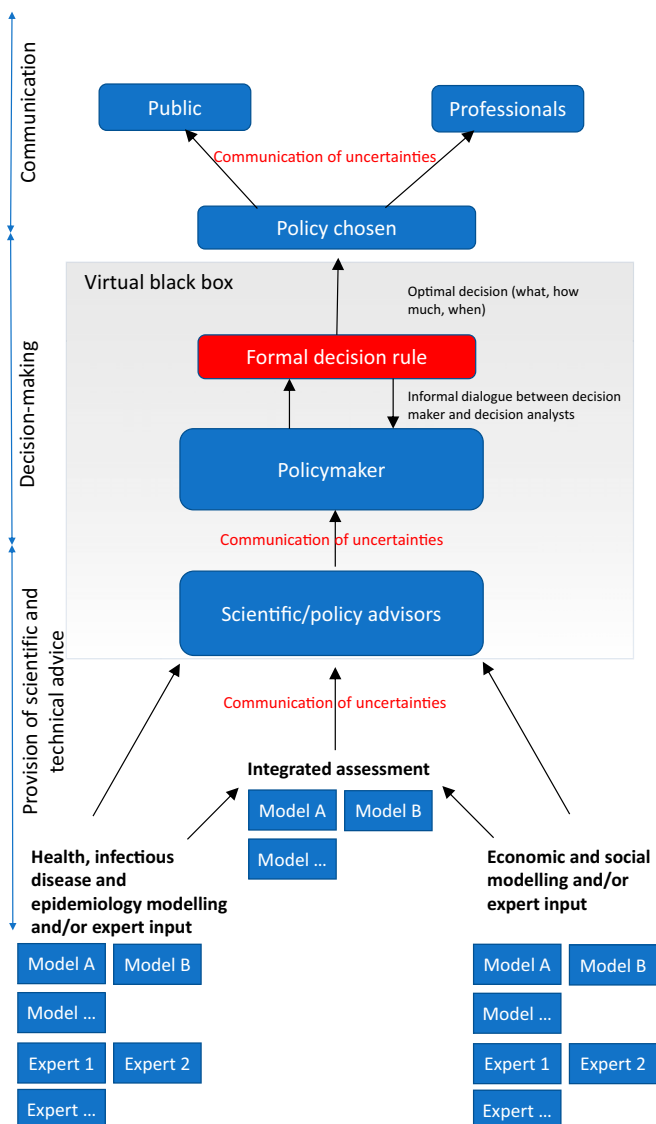 Communication
Public
Professionals
Communication of uncertainties
Policy chosen
Decision-making
Virtual black box
Optimal decision (what, how
much, when)
Formal decision rule
Informal dialogue between decision
maker and decision analysts
Policymaker
Communication of uncertainties
Provision of scientific and
technical advice
Scientific/policy advisors
Communication of uncertainties
Integrated assessment
Model A
Model B
Model ...
Health, infectious
disease and
epidemiology modelling
and/or expert input
Model A
Model B
Model ...
Expert 1
Expert 2
Expert ...
Economic and social
modelling and/or
expert input
Model A
Model B
Model ...
Expert 1
Expert 2
Expert ...